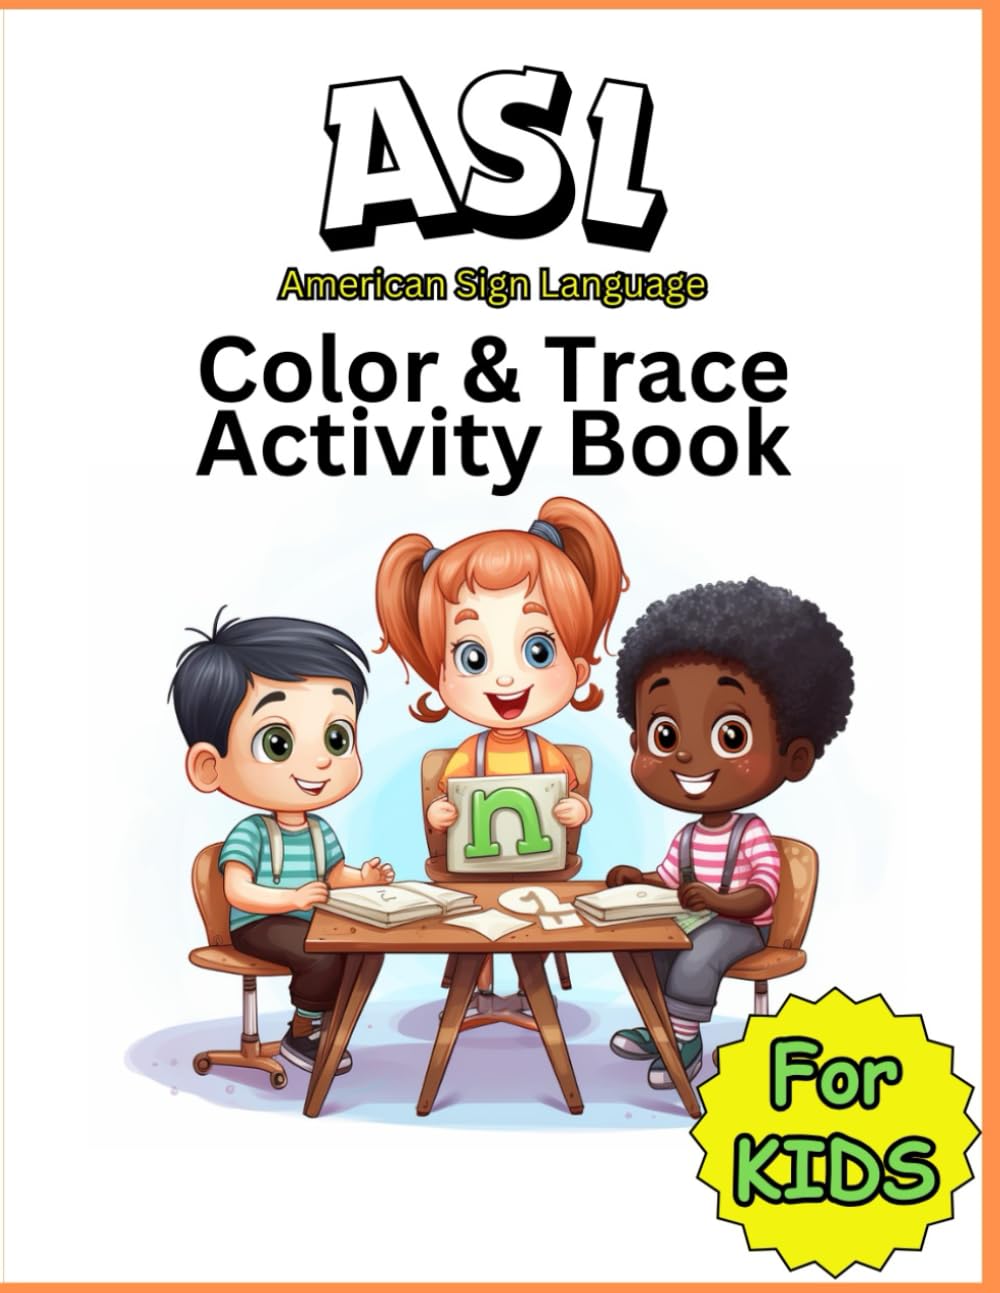 ASL
American Sign Language
Color & Trace
Activity Book
n
For
KIDS